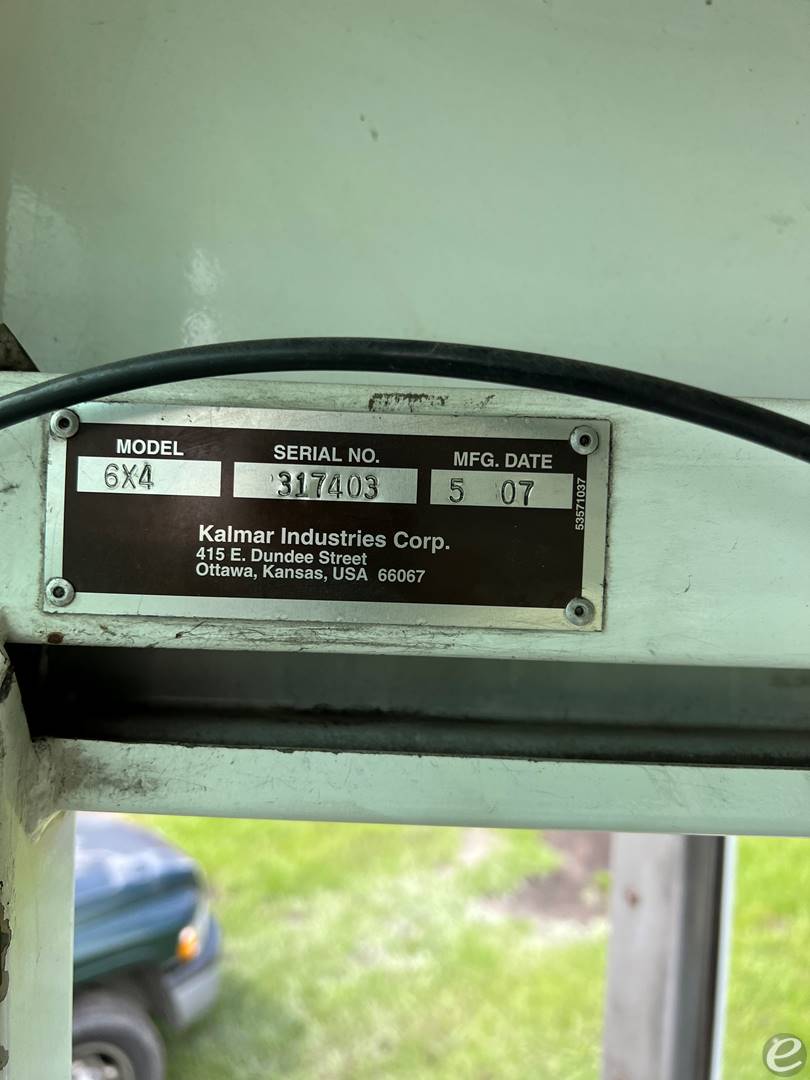 MODEL SERIAL NO. MFG. DATE
6X4 317403 5 07
53571037
Kalmar Industries Corp.
415 E. Dundee Street
Ottawa, Kansas, USA 66067
e